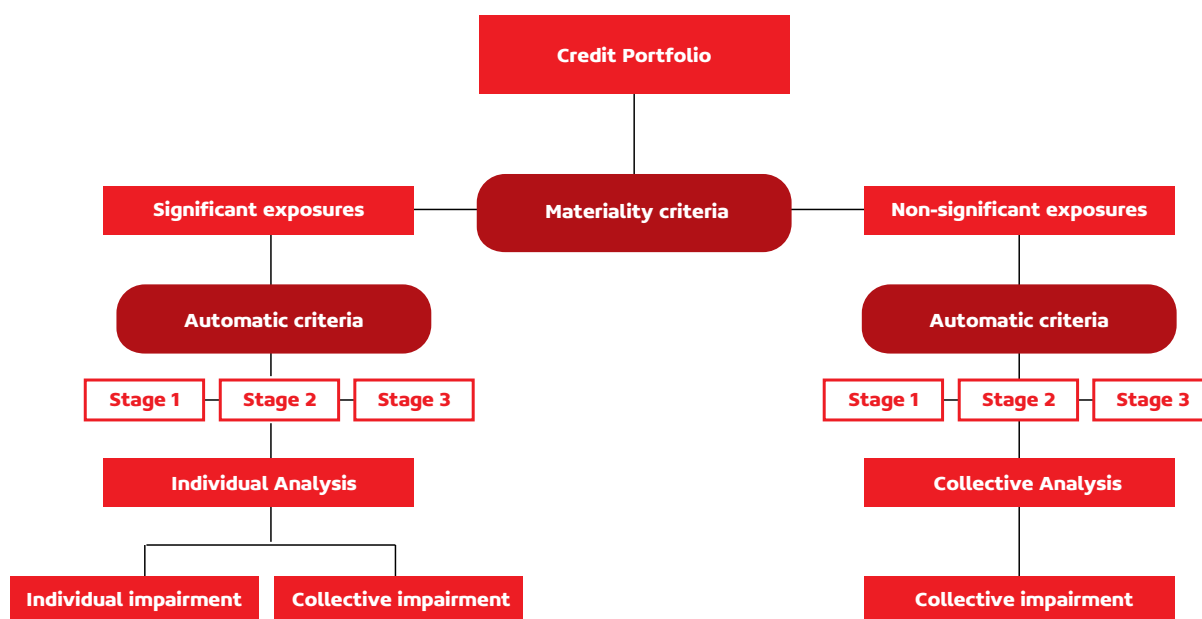 Credit Portfolio
Significant exposures
Materiality criteria
Non-significant exposures
Automatic criteria
Automatic criteria
Stage 1
Stage 2
Stage 3
Stage 1
Stage 2
Stage 3
Individual Analysis
Collective Analysis
Individual impairment
Collective impairment
Collective impairment